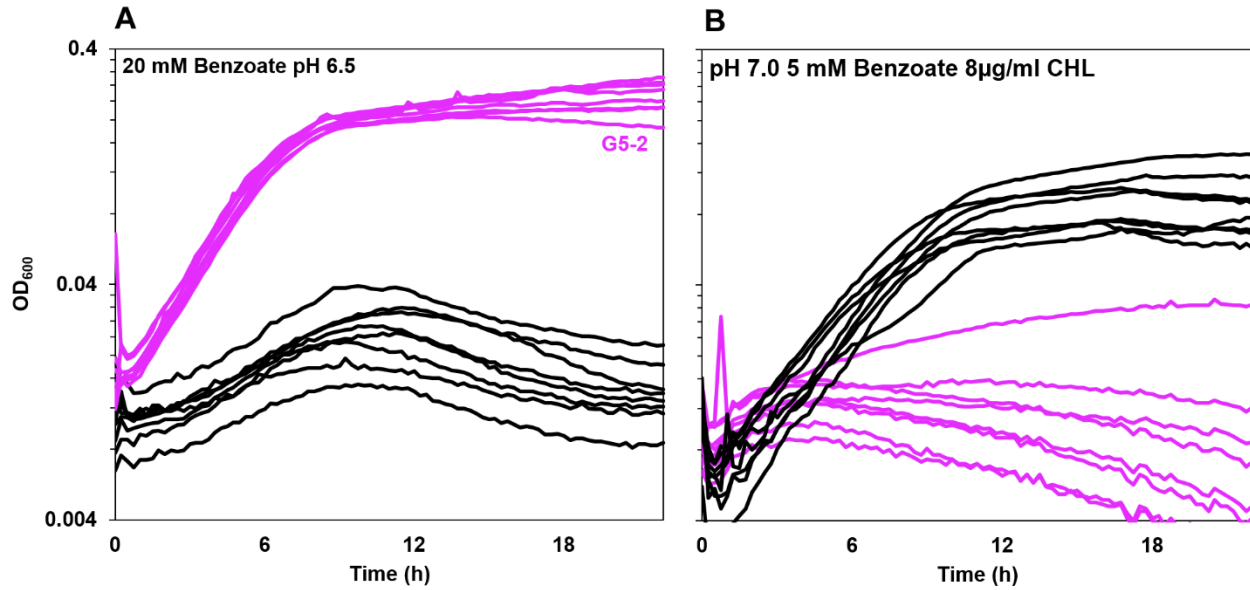 A
20 mM Benzoate pH 6.5
G5-2
0.4
0.04
0.004
OD₆₀₀
0
6
12
18
Time (h)
B
pH 7.0 5 mM Benzoate 8µg/ml CHL
0
6
12
18
Time (h)